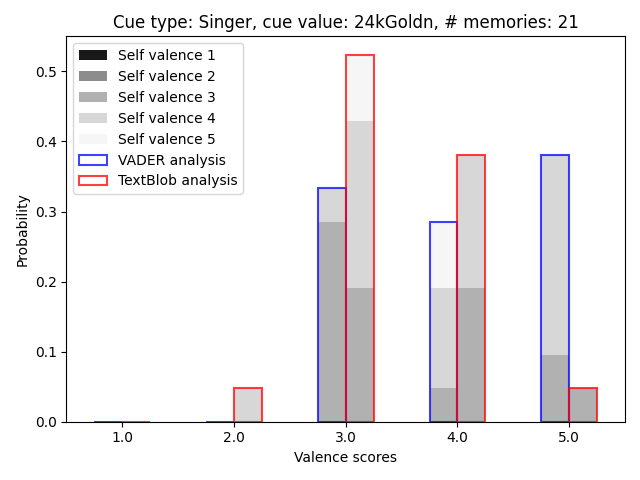 Cue type: Singer, cue value: 24kGoldn, # memories: 21
Self valence 1
Self valence 2
Self valence 3
Self valence 4
Self valence 5
VADER analysis
TextBlob analysis
Probability
0.5
0.4
0.3
0.2
0.1
0.0
1.0 2.0 3.0 4.0 5.0
Valence scores